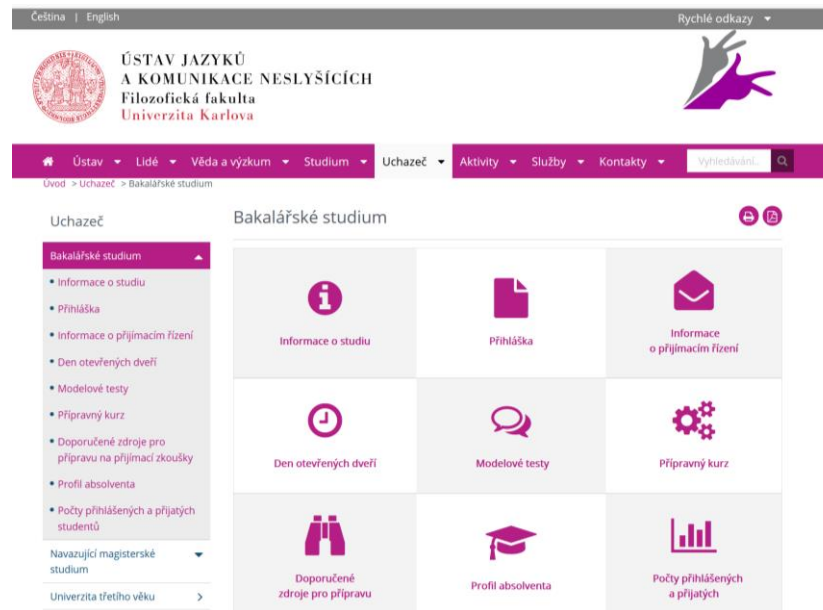 Čeština | English
Rychlé odkazy
ÚSTAV JAZYKŮ
A KOMUNIKACE NESLYŠÍCÍCH
Filozofická fakulta
Univerzita Karlova
Ústav Lidé Věda a výzkum Studium Uchazeč Aktivity Služby Kontakty Vyhledávání..
Úvod > Uchazeč > Bakalářské studium
Uchazeč
Bakalářské studium
• Informace o studiu
• Přihláška
• Informace o přijímacím řízení
• Den otevřených dveří
• Modelové testy
• Přípravný kurz
• Doporučené zdroje pro
přípravu na přijímací zkoušky
• Profil absolventa
• Počty přihlášených a přijatých
studentů
Navazující magisterské
studium
Univerzita třetího věku
Bakalářské studium
Informace o studiu
Přihláška
Informace
o přijímacím řízení
Den otevřených dveří
Modelové testy
Přípravný kurz
Doporučené
zdroje pro přípravu
Profil absolventa
Počty přihlášených
a přijatých